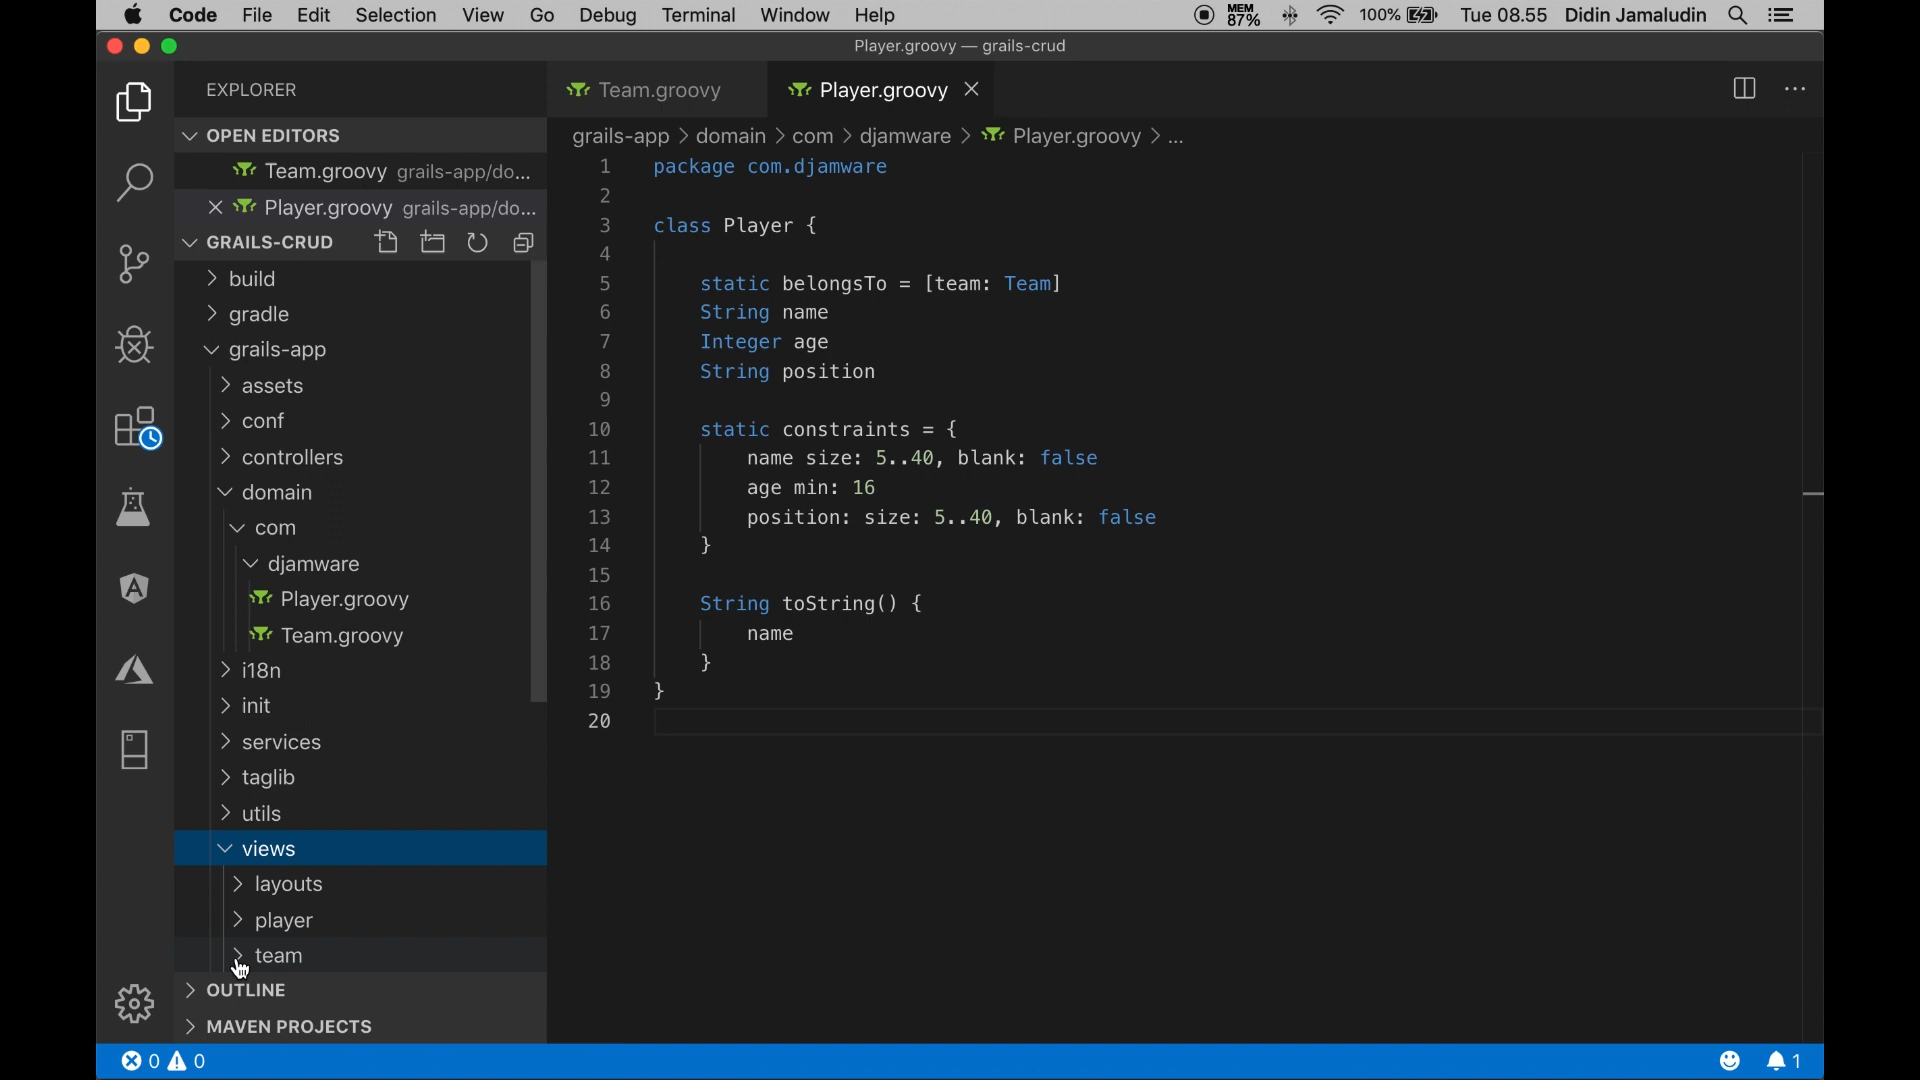 Code File Edit Selection View Go Debug Terminal Window Help MEM 87% 100% Tue 08.55 Didin Jamaludin
Player.groovy — grails-crud
EXPLORER
OPEN EDITORS
Team.groovy grails-app/do...
Player.groovy grails-app/do...
GRAILS-CRUD
build
gradle
grails-app
assets
conf
controllers
domain
com
djamware
Player.groovy
Team.groovy
i18n
init
services
taglib
utils
views
layouts
player
team
OUTLINE
MAVEN PROJECTS
Team.groovy Player.groovy
grails-app > domain > com > djamware > Player.groovy > ...
1 package com.djamware
2
3 class Player {
4
5 static belongsTo = [team: Team]
6 String name
7 Integer age
8 String position
9
10 static constraints = {
11 name size: 5..40, blank: false
12 age min: 16
13 position: size: 5..40, blank: false
14 }
15
16 String toString() {
17 name
18 }
19 }
20
0 0 1